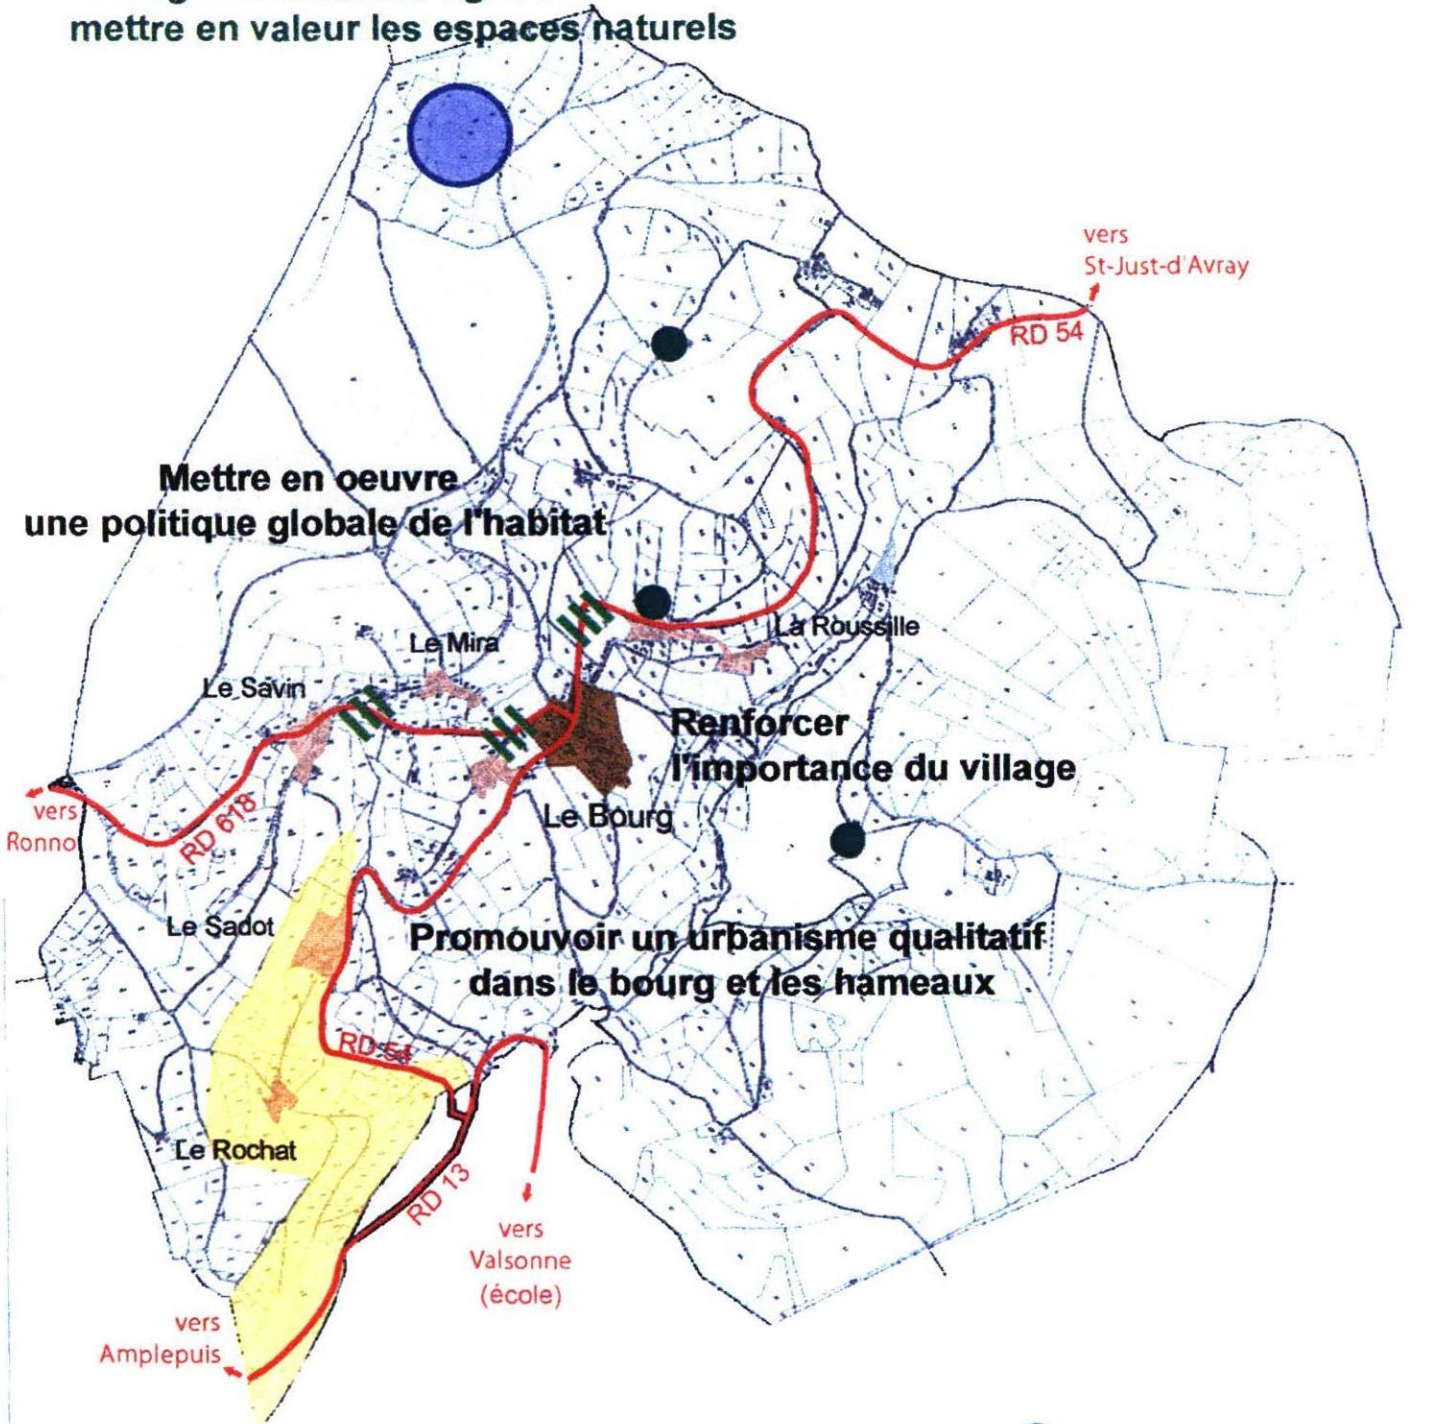 mettre en valeur les espaces naturels
vers
St-Just-d'Avray
RD 54
Mettre en oeuvre
une politique globale de l'habitat
La Roussille
Le Mira
Le Savin
Renforcer
l'importance du village
vers
Ronno
RD 618
Le Bourg
Le Sadot
Promouvoir un urbanisme qualitatif
dans le bourg et les hameaux
RD 54
Le Rochat
RD 13
vers
Valsonne
(école)
vers
Amplepuis